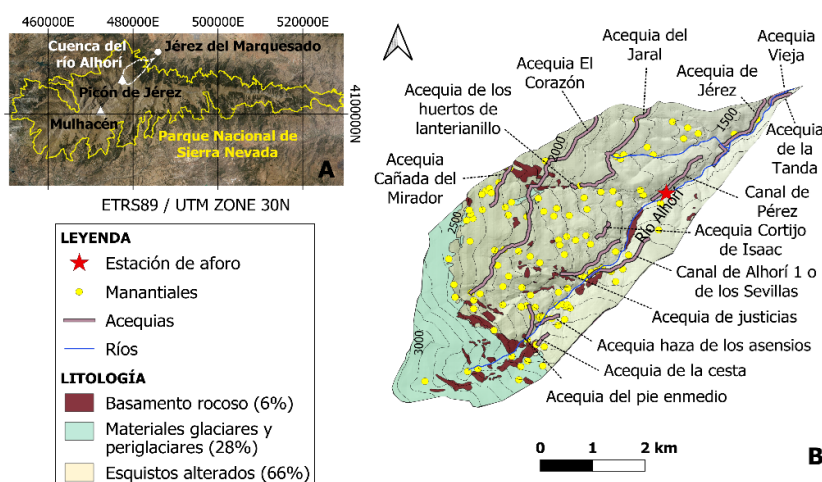 460000 480000 500000 520000
Cuenca del
río Alhorí
Jérez del Marquesado
Picón de Jérez
Mulhacén
Parque Nacional de
Sierra Nevada
A
4100000N
ETRS89 / UTM ZONE 30N
LEYENDA
Estación de aforo
Manantiales
Acequias
Ríos
LITOLOGÍA
Basamento rocoso (6%)
Materiales glaciares y
periglaciares (28%)
Esquistos alterados (66%)
Acequia del
Jaral
Acequia
Vieja
Acequia El
Corazón
Acequia de
Jérez
Acequia de los
huertos de
lanterianillo
Acequia
Cañada del
Mirador
Acequia
de la
Tanda
Canal de
Pérez
Acequia Cortijo
de Isaac
Canal de Alhorí 1 o
de los Sevillas
Acequia de justicias
Acequia haza de los asensios
Acequia de la cesta
Acequia del pie enmedio
Río Alhorí
1500
2000
2500
3000
0 1 2 km
B